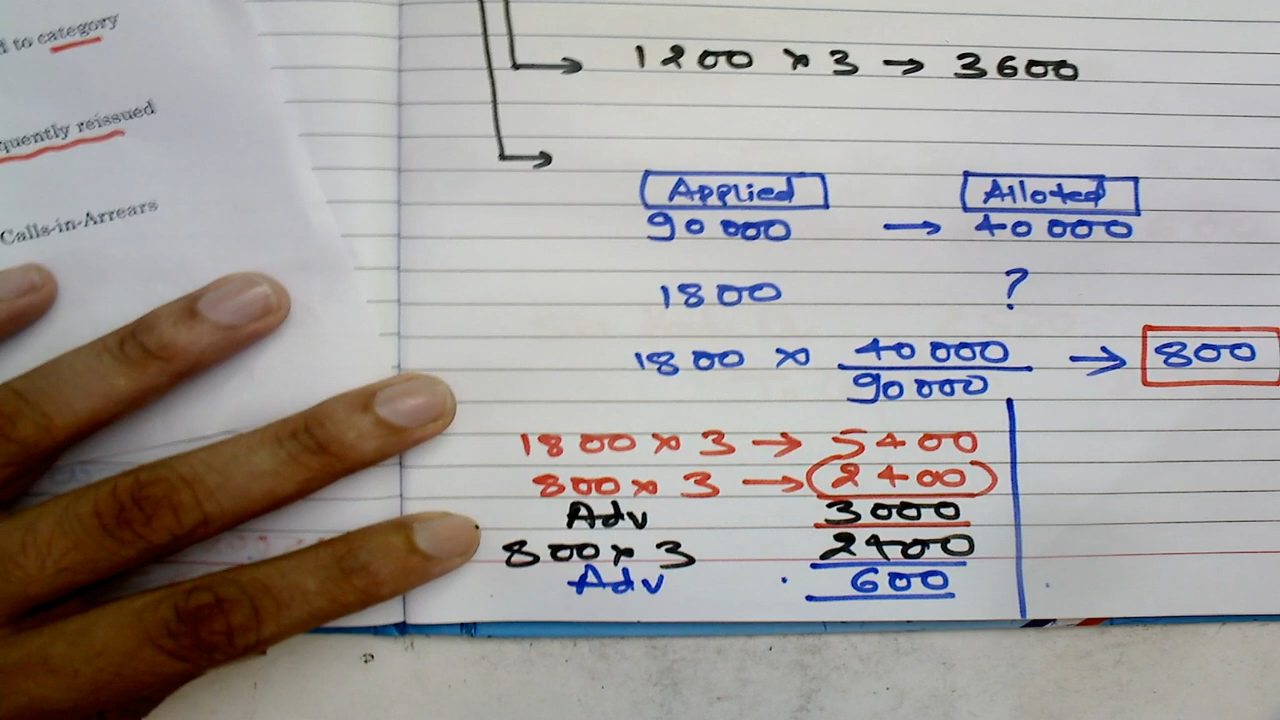 d to category
quently reissued
Calls-in-Arrears
1200 × 3 → 3600
Applied Alloted
90000 → 40000
1800 ?
1800 × 40000 / 90000 → 800
1800 × 3 → 5400
800 × 3 → (2400)
Adv 3000
800 × 3 2400
Adv 600